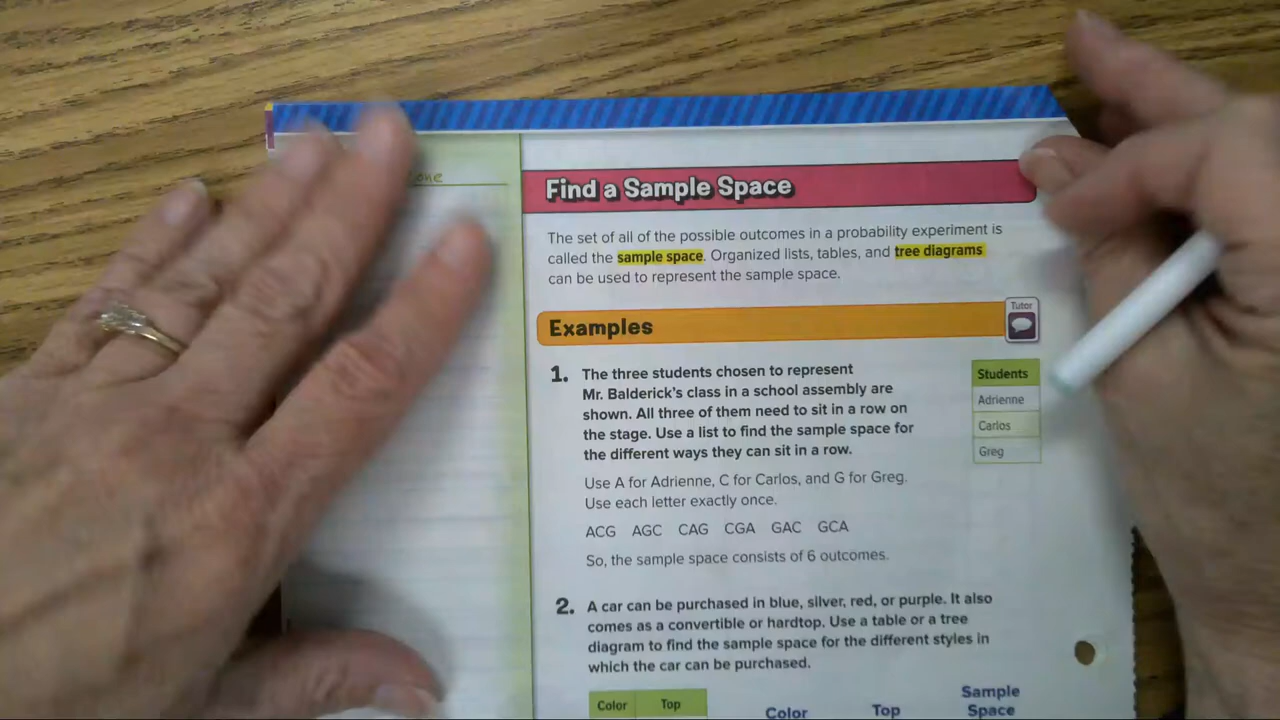 one
Find a Sample Space
The set of all of the possible outcomes in a probability experiment is
called the sample space. Organized lists, tables, and tree diagrams
can be used to represent the sample space.
Examples
Tutor
1. The three students chosen to represent
Mr. Balderick's class in a school assembly are
shown. All three of them need to sit in a row on
the stage. Use a list to find the sample space for
the different ways they can sit in a row.
Students
Adrienne
Carlos
Greg
Use A for Adrienne, C for Carlos, and G for Greg.
Use each letter exactly once.
ACG AGC CAG CGA GAC GCA
So, the sample space consists of 6 outcomes.
2. A car can be purchased in blue, silver, red, or purple. It also
comes as a convertible or hardtop. Use a table or a tree
diagram to find the sample space for the different styles in
which the car can be purchased.
Color Top
Color Top Sample
Space